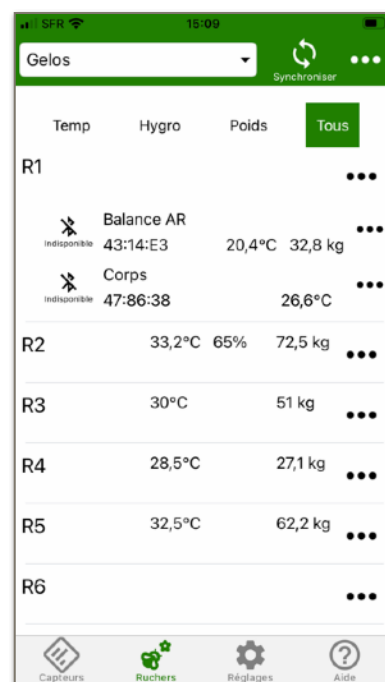 SFR 15:09
Gelos
Synchroniser
Temp Hygro Poids Tous
R1
Balance AR
Indisponible 43:14:E3 20,4°C 32,8 kg
Corps
Indisponible 47:86:38 26,6°C
R2 33,2°C 65% 72,5 kg
R3 30°C 51 kg
R4 28,5°C 27,1 kg
R5 32,5°C 62,2 kg
R6
Capteurs Ruchers Réglages Aide